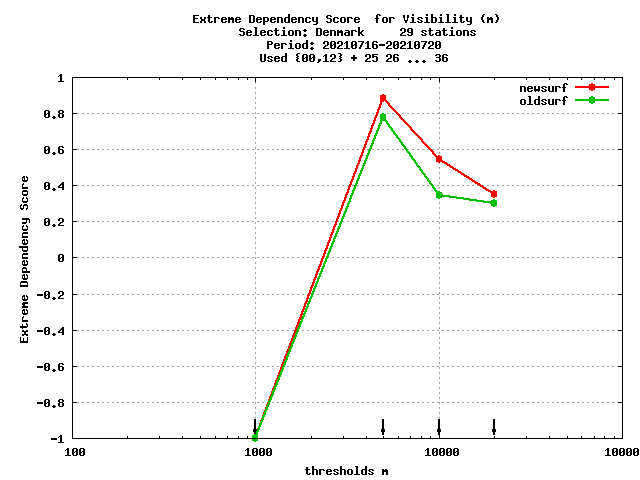 Extreme Dependency Score  for Visibility (m)
Selection: Denmark     29 stations
Period: 20210716-20210720
Used {00,12} + 25 26 ... 36
newsurf
oldsurf
Extreme Dependency Score
1
0.8
0.6
0.4
0.2
0
-0.2
-0.4
-0.6
-0.8
-1
100 1000 10000 10000
thresholds m